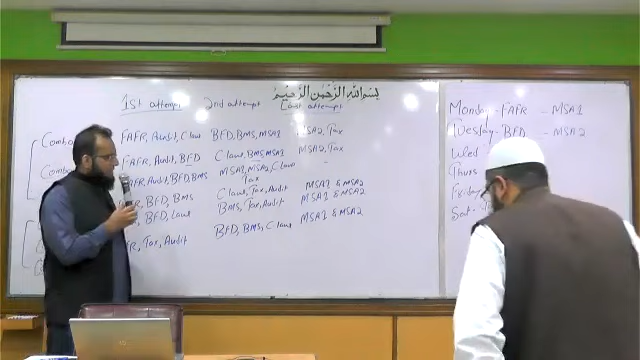 بسم الله الرحمن الرحيم
1st attempt 2nd attempt Last attempt
Combo FAFR, Audit, C Law BFD, BMS, MSA1 MSA2, Tax
Combo FAFR, Audit, BFD C Law, BMS, MSA1 MSA2, Tax
FAFR, Audit, BFD, BMS MSA1, MSA2, C Law -
Tax
BFD, BMS C Law, Tax, Audit MSA1 & MSA2
BFD, Law BMS, Tax, Audit MSA1 & MSA2
Tax, Audit BFD, BMS, C Law MSA1 & MSA2
Monday - FAFR - MSA1
Tuesday - BFD - MSA2
Wed
Thurs
Friday
Sat